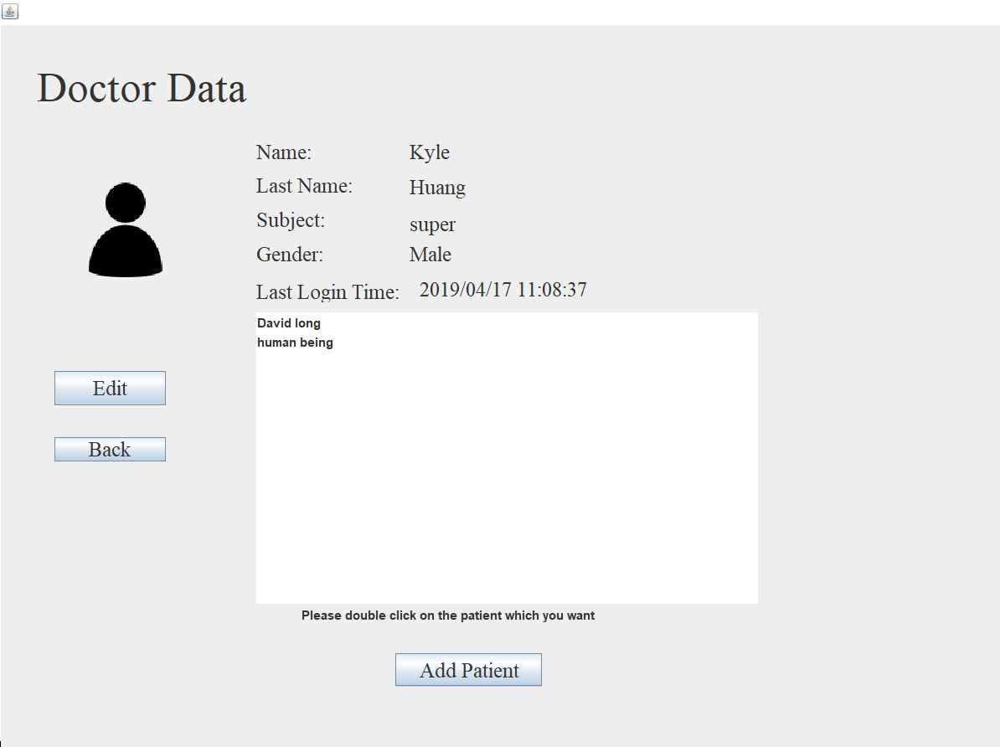 Doctor Data
Name: Kyle
Last Name: Huang
Subject: super
Gender: Male
Last Login Time: 2019/04/17 11:08:37
David long
human being
Edit
Back
Please double click on the patient which you want
Add Patient